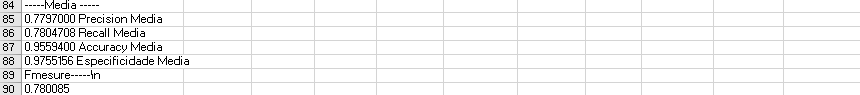 84 -----Media -----
85 0.7797000 Precision Media
86 0.7804708 Recall Media
87 0.9559400 Accuracy Media
88 0.9755156 Especificidade Media
89 Fmesure-----\n
90 0.780085